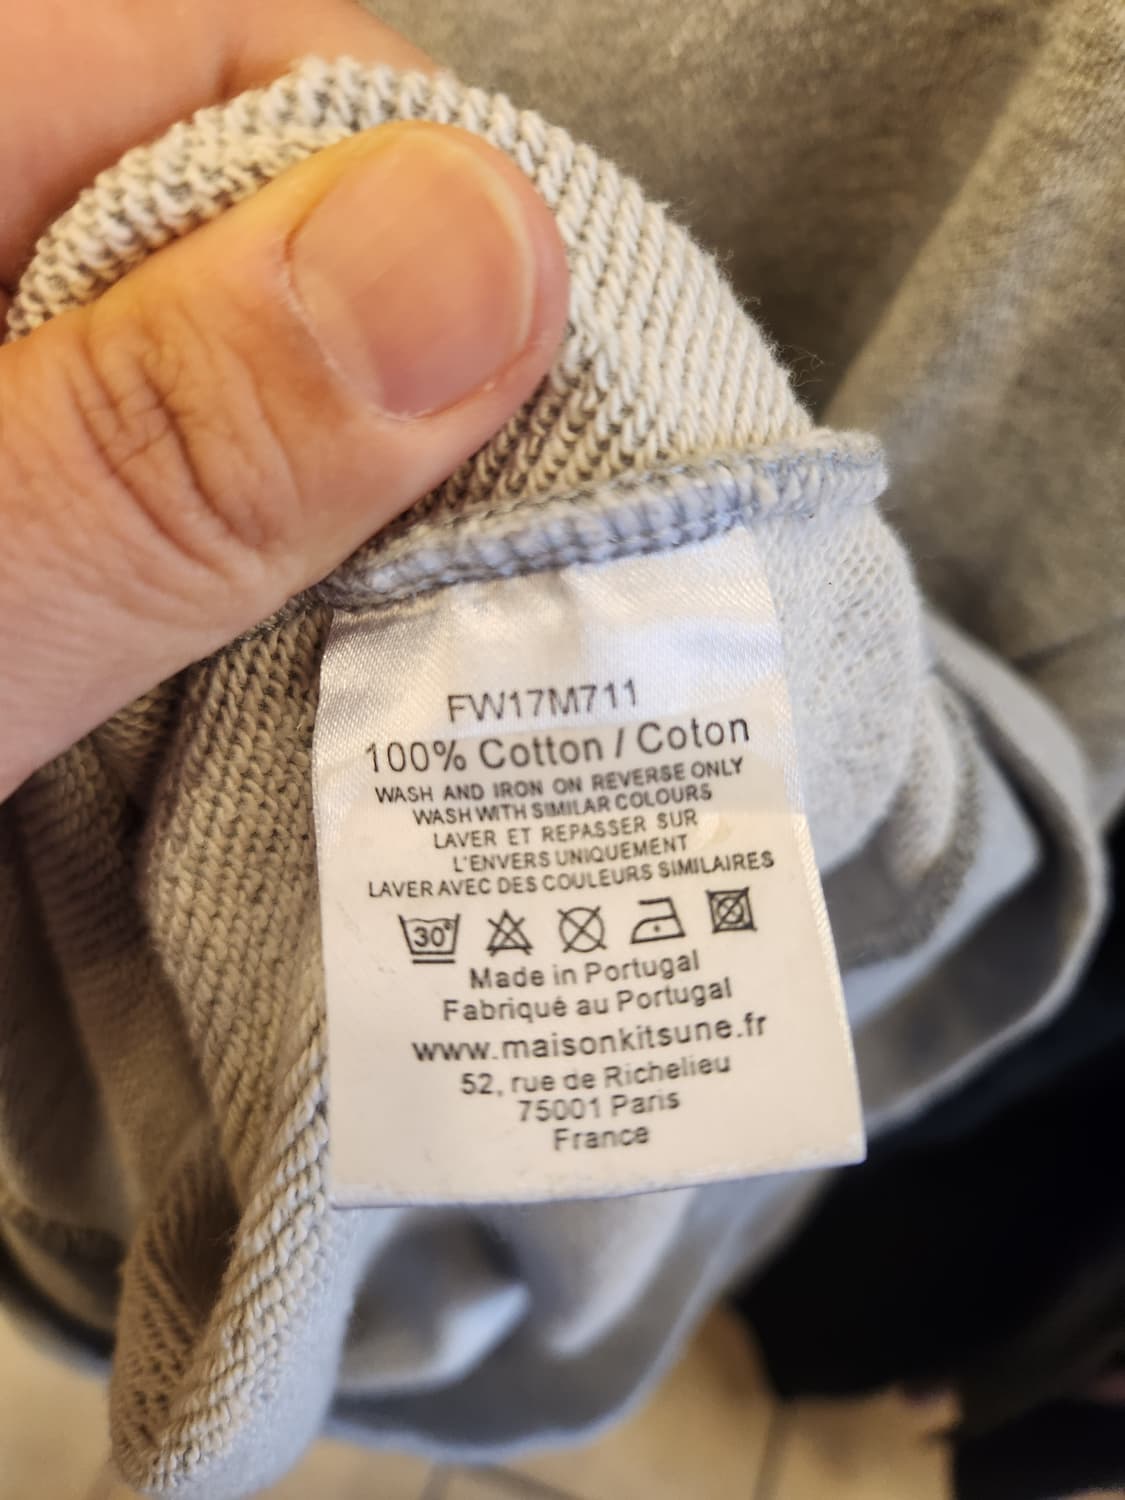 FW17M711
100% Cotton / Coton
WASH AND IRON ON REVERSE ONLY
WASH WITH SIMILAR COLOURS
LAVER ET REPASSER SUR
L'ENVERS UNIQUEMENT
LAVER AVEC DES COULEURS SIMILAIRES
30°
Made in Portugal
Fabriqué au Portugal
www.maisonkitsune.fr
52, rue de Richelieu
75001 Paris
France